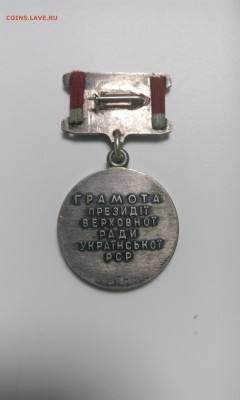 COINS.LAVE.RU
ГРАМОТА
ПРЕЗИДІЇ
ВЕРХОВНОЇ
РАДИ
УКРАЇНСЬКОЇ
РСР